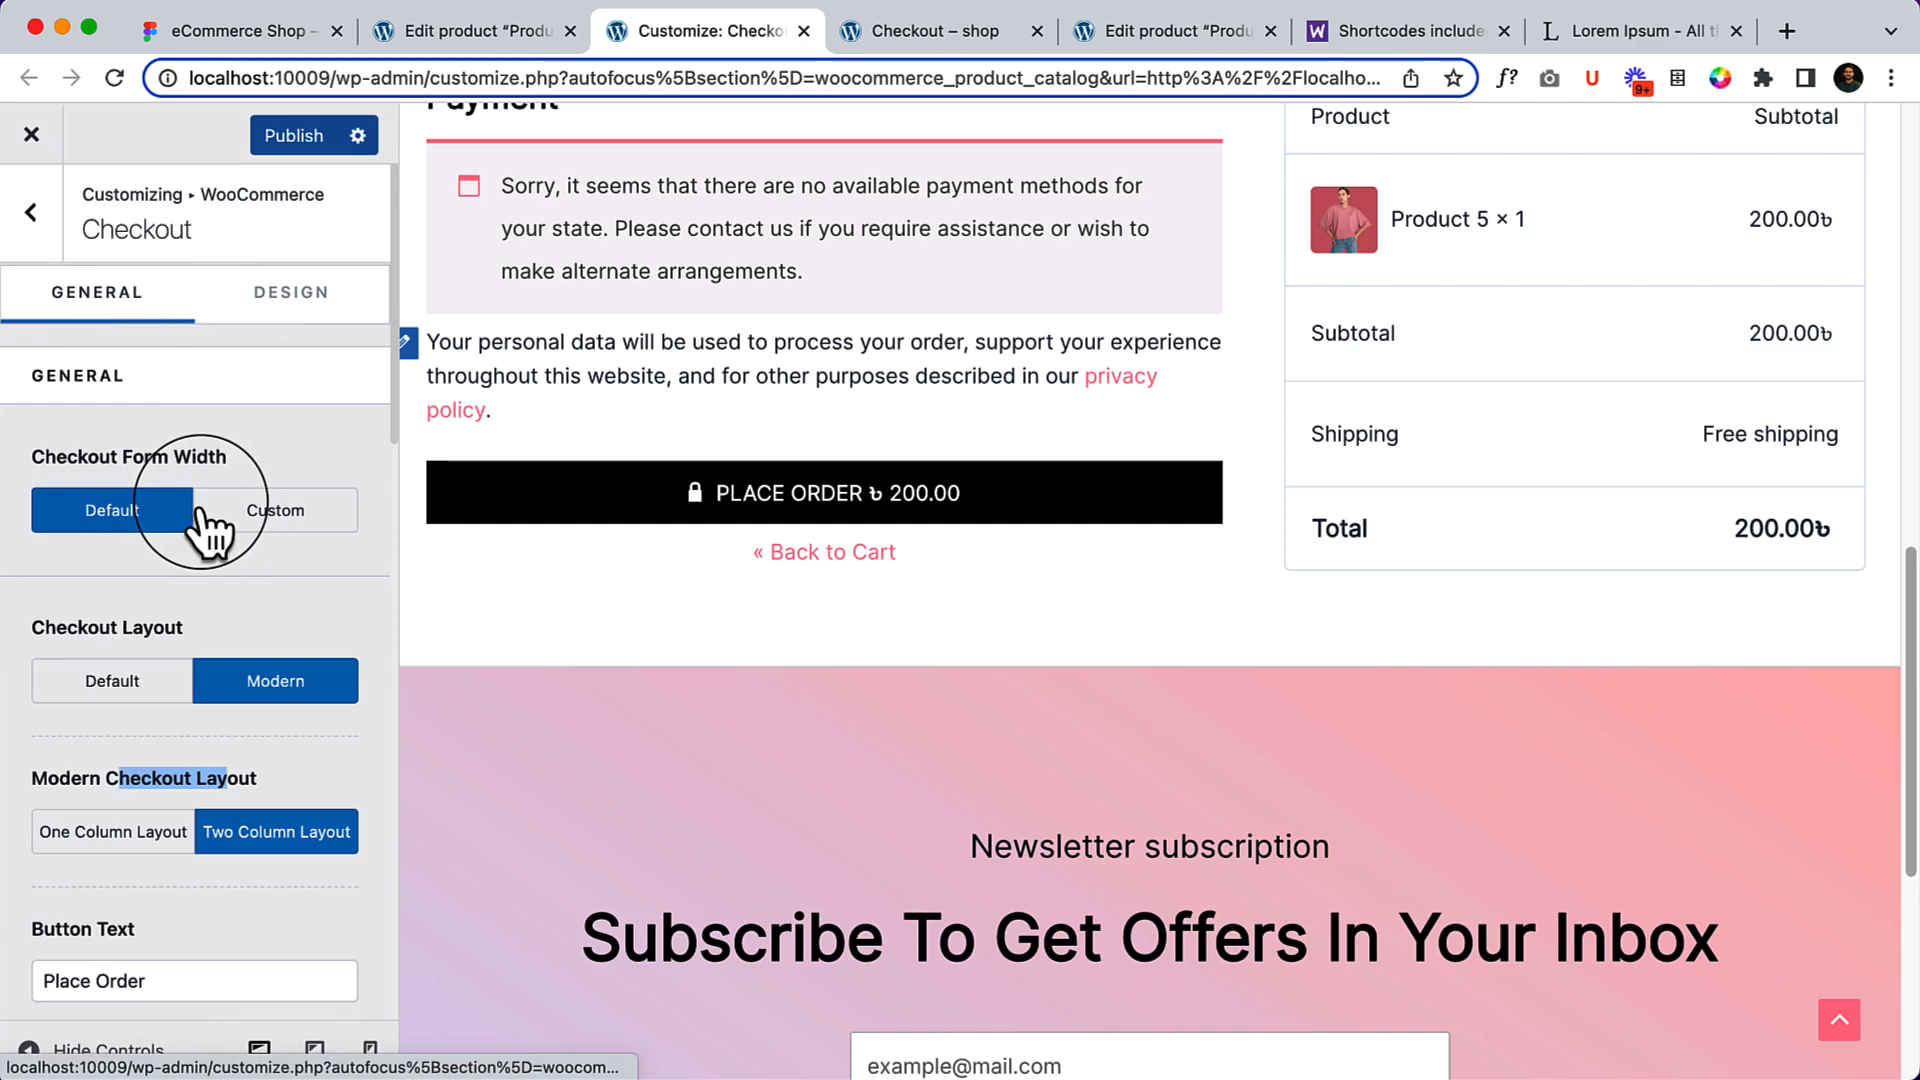 eCommerce Shop –
Edit product “Produ
Customize: Checko
Checkout – shop
Edit product “Produ
Shortcodes include
Lorem Ipsum - All t
localhost:10009/wp-admin/customize.php?autofocus%5Bsection%5D=woocommerce_product_catalog&url=http%3A%2F%2Flocalho...
f?
U
9+
Publish
Customizing ▸ WooCommerce
Checkout
GENERAL
DESIGN
GENERAL
Checkout Form Width
Default
Custom
Checkout Layout
Default
Modern
Modern Checkout Layout
One Column Layout
Two Column Layout
Button Text
Place Order
Hide Controls
localhost:10009/wp-admin/customize.php?autofocus%5Bsection%5D=woocom...
Payment
Sorry, it seems that there are no available payment methods for
your state. Please contact us if you require assistance or wish to
make alternate arrangements.
Your personal data will be used to process your order, support your experience
throughout this website, and for other purposes described in our privacy
policy.
PLACE ORDER ৳ 200.00
« Back to Cart
Product
Subtotal
Product 5 × 1
200.00৳
Subtotal
200.00৳
Shipping
Free shipping
Total
200.00৳
Newsletter subscription
Subscribe To Get Offers In Your Inbox
example@mail.com